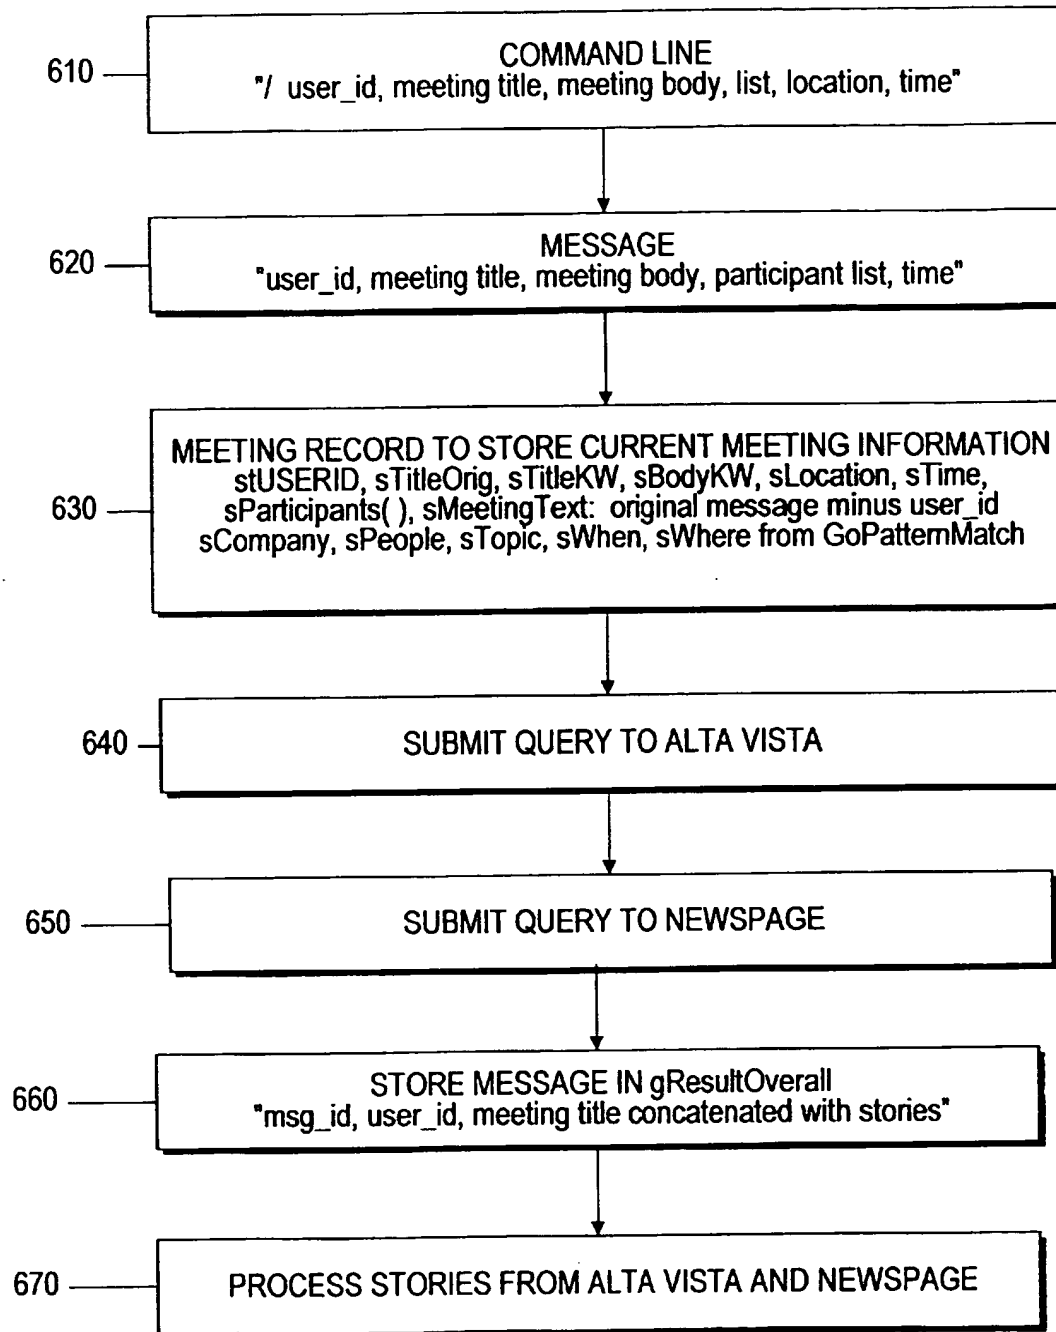 610
COMMAND LINE
"/ user_id, meeting title, meeting body, list, location, time"
620
MESSAGE
"user_id, meeting title, meeting body, participant list, time"
630
MEETING RECORD TO STORE CURRENT MEETING INFORMATION
stUSERID, sTitleOrig, sTitleKW, sBodyKW, sLocation, sTime,
sParticipants( ), sMeetingText: original message minus user_id
sCompany, sPeople, sTopic, sWhen, sWhere from GoPatternMatch
640
SUBMIT QUERY TO ALTA VISTA
650
SUBMIT QUERY TO NEWSPAGE
660
STORE MESSAGE IN gResultOverall
"msg_id, user_id, meeting title concatenated with stories"
670
PROCESS STORIES FROM ALTA VISTA AND NEWSPAGE